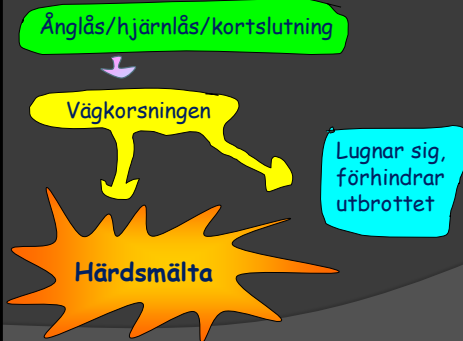 Ånglås/hjärnlås/kortslutning
Vägkorsningen
Lugnar sig,
förhindrar
utbrottet
Härdsmälta